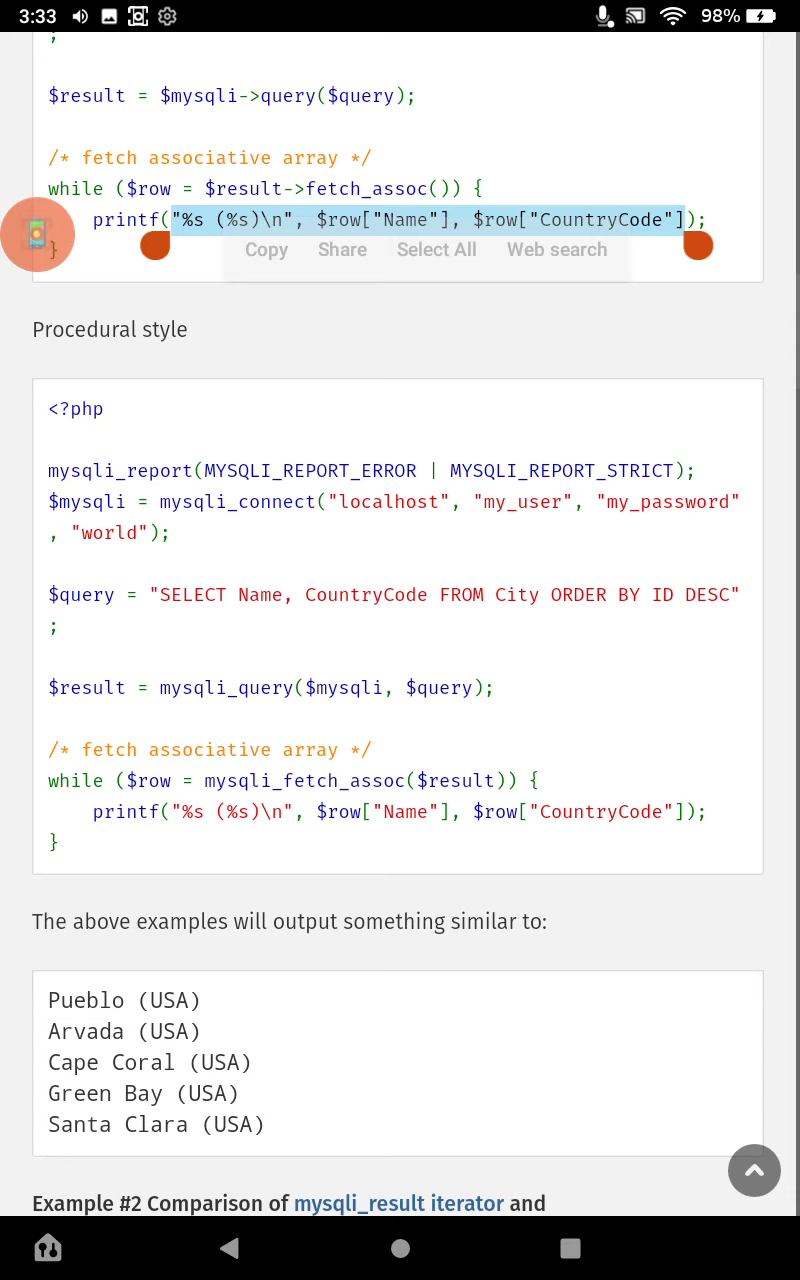 3:33 98%
;
$result = $mysqli->query($query);
/* fetch associative array */
while ($row = $result->fetch_assoc()) {
    printf("%s (%s)\n", $row["Name"], $row["CountryCode"]);
}
Copy Share Select All Web search
Procedural style
<?php
mysqli_report(MYSQLI_REPORT_ERROR | MYSQLI_REPORT_STRICT);
$mysqli = mysqli_connect("localhost", "my_user", "my_password"
, "world");
$query = "SELECT Name, CountryCode FROM City ORDER BY ID DESC"
;
$result = mysqli_query($mysqli, $query);
/* fetch associative array */
while ($row = mysqli_fetch_assoc($result)) {
    printf("%s (%s)\n", $row["Name"], $row["CountryCode"]);
}
The above examples will output something similar to:
Pueblo (USA)
Arvada (USA)
Cape Coral (USA)
Green Bay (USA)
Santa Clara (USA)
Example #2 Comparison of mysqli_result iterator and